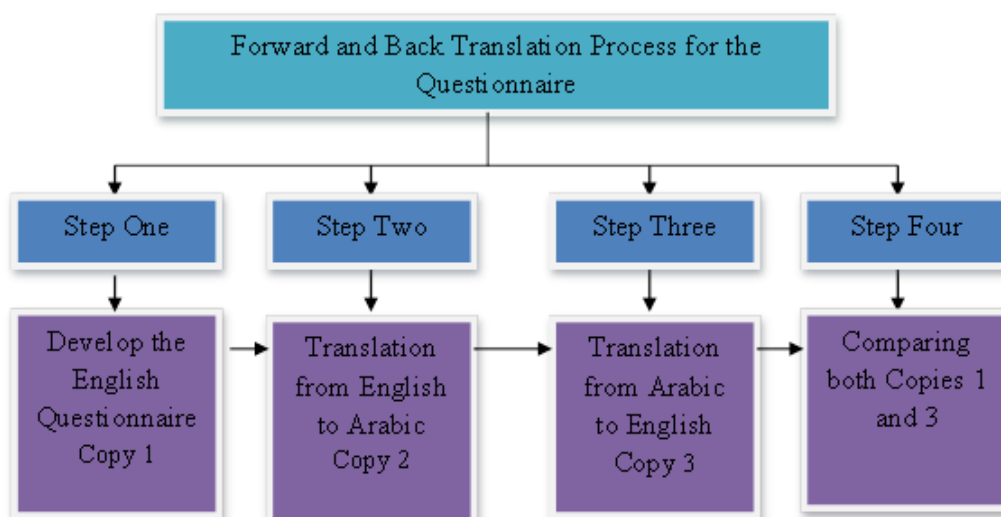 Forward and Back Translation Process for the
Questionnaire
Step One
Step Two
Step Three
Step Four
Develop the
English
Questionnaire
Copy 1
Translation
from English
to Arabic
Copy 2
Translation
from Arabic
to English
Copy 3
Comparing
both Copies 1
and 3